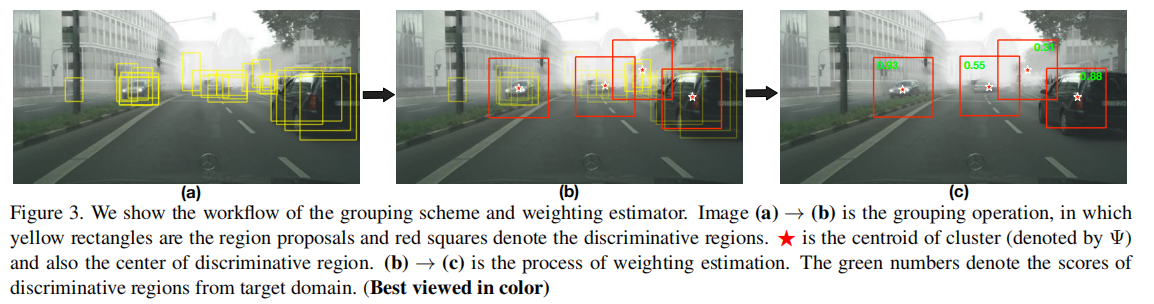 0.93
0.55
0.88
(a)
(b)
(c)
Figure 3. We show the workflow of the grouping scheme and weighting estimator. Image (a) → (b) is the grouping operation, in which
yellow rectangles are the region proposals and red squares denote the discriminative regions. ★ is the centroid of cluster (denoted by Ψ)
and also the center of discriminative region. (b) → (c) is the process of weighting estimation. The green numbers denote the scores of
discriminative regions from target domain. (Best viewed in color)